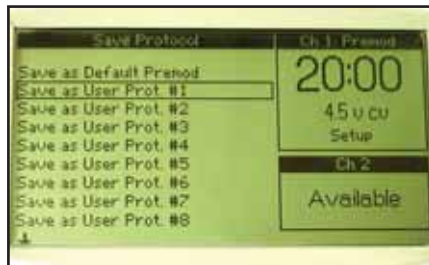 Save Protocol
Save as Default Premod
Save as User Prot. #1
Save as User Prot. #2
Save as User Prot. #3
Save as User Prot. #4
Save as User Prot. #5
Save as User Prot. #6
Save as User Prot. #7
Save as User Prot. #8
Ch 1: Premod
20:00
4.5 v CV
Setup
Ch 2
Available